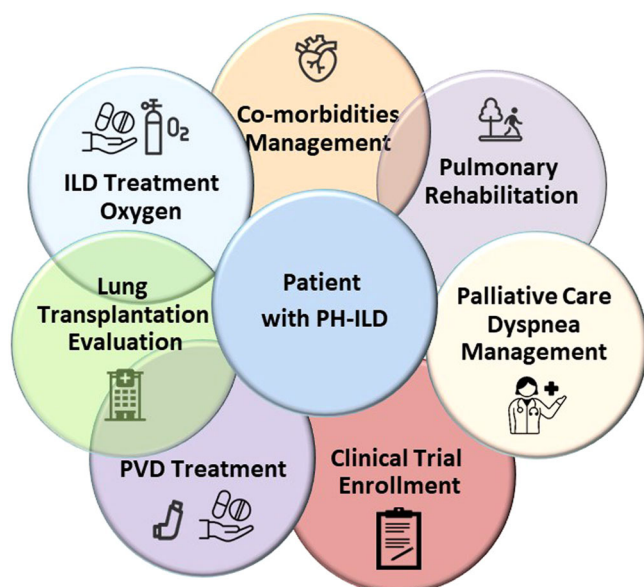 Co-morbidities
Management
O2
ILD Treatment
Oxygen
Pulmonary
Rehabilitation
Lung
Transplantation
Evaluation
Patient
with PH-ILD
Palliative Care
Dyspnea
Management
PVD Treatment
Clinical Trial
Enrollment